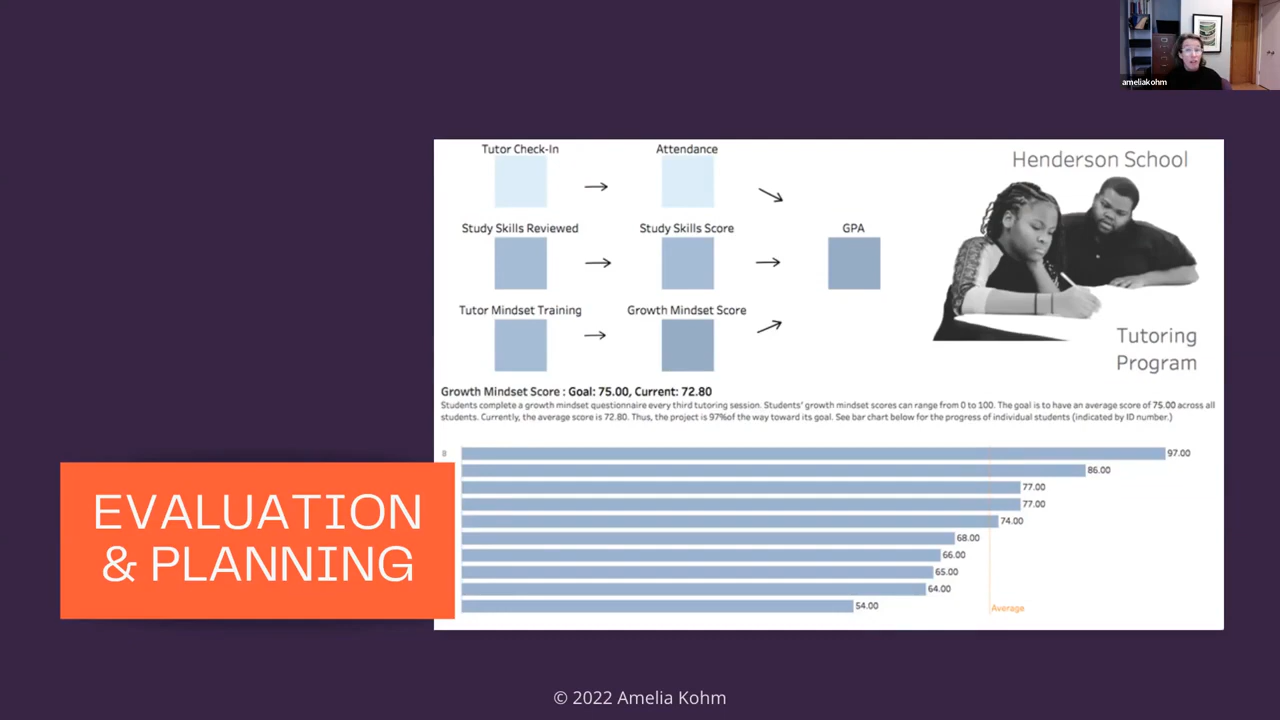 ameliakohm
Tutor Check-In
Attendance
Henderson School
Study Skills Reviewed
Study Skills Score
GPA
Tutor Mindset Training
Growth Mindset Score
Tutoring
Program
Growth Mindset Score : Goal: 75.00, Current: 72.80
Students complete a growth mindset questionnaire every third tutoring session. Students' growth mindset scores can range from 0 to 100. The goal is to have an average score of 75.00 across all
students. Currently, the average score is 72.80. Thus, the project is 97%of the way toward its goal. See bar chart below for the progress of individual students (indicated by ID number.)
8
97.00
86.00
77.00
77.00
74.00
68.00
66.00
65.00
64.00
54.00
Average
EVALUATION
& PLANNING
© 2022 Amelia Kohm